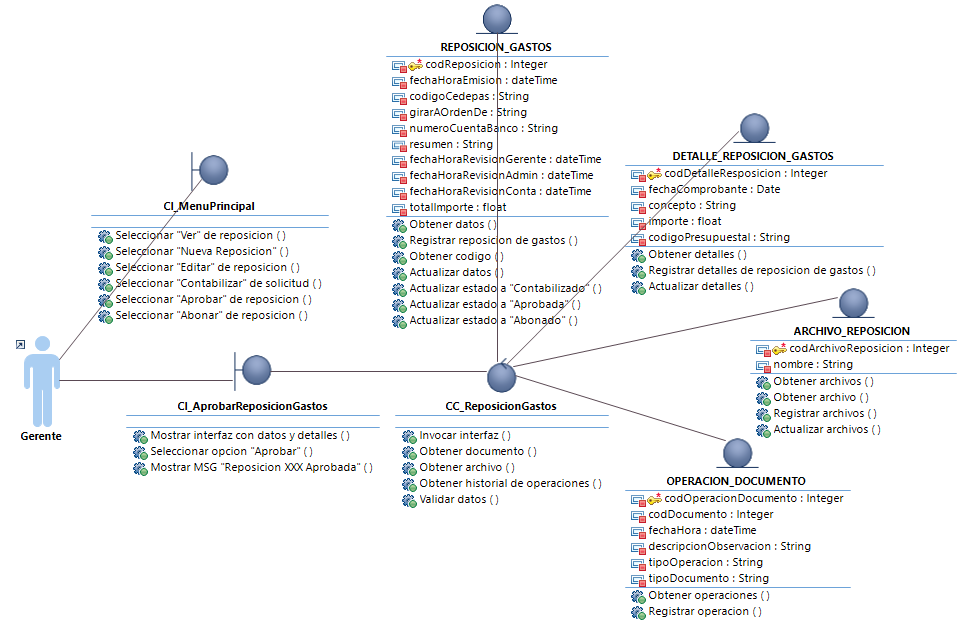 REPOSICION_GASTOS
codReposicion : Integer
fechaHoraEmision : dateTime
codigoCedepas : String
girarAOrdenDe : String
numeroCuentaBanco : String
resumen : String
fechaHoraRevisionGerente : dateTime
fechaHoraRevisionAdmin : dateTime
fechaHoraRevisionConta : dateTime
totalImporte : float
Obtener datos ( )
Registrar reposicion de gastos ( )
Obtener codigo ( )
Actualizar datos ( )
Actualizar estado a "Contabilizado" ( )
Actualizar estado a "Aprobada" ( )
Actualizar estado a "Abonado" ( )
DETALLE_REPOSICION_GASTOS
codDetalleResposicion : Integer
fechaComprobante : Date
concepto : String
importe : float
codigoPresupuestal : String
Obtener detalles ( )
Registrar detalles de reposicion de gastos ( )
Actualizar detalles ( )
CI_MenuPrincipal
Seleccionar "Ver" de reposicion ( )
Seleccionar "Nueva Reposicion" ( )
Seleccionar "Editar" de reposicion ( )
Seleccionar "Contabilizar" de solicitud ( )
Seleccionar "Aprobar" de reposicion ( )
Seleccionar "Abonar" de reposicion ( )
ARCHIVO_REPOSICION
codArchivoReposicion : Integer
nombre : String
Obtener archivos ( )
Obtener archivo ( )
Registrar archivos ( )
Actualizar archivos ( )
Gerente
CI_AprobarReposicionGastos
Mostrar interfaz con datos y detalles ( )
Seleccionar opcion "Aprobar" ( )
Mostrar MSG "Reposicion XXX Aprobada" ( )
CC_ReposicionGastos
Invocar interfaz ( )
Obtener documento ( )
Obtener archivo ( )
Obtener historial de operaciones ( )
Validar datos ( )
OPERACION_DOCUMENTO
codOperacionDocumento : Integer
codDocumento : Integer
fechaHora : dateTime
descripcionObservacion : String
tipoOperacion : String
tipoDocumento : String
Obtener operaciones ( )
Registrar operacion ( )